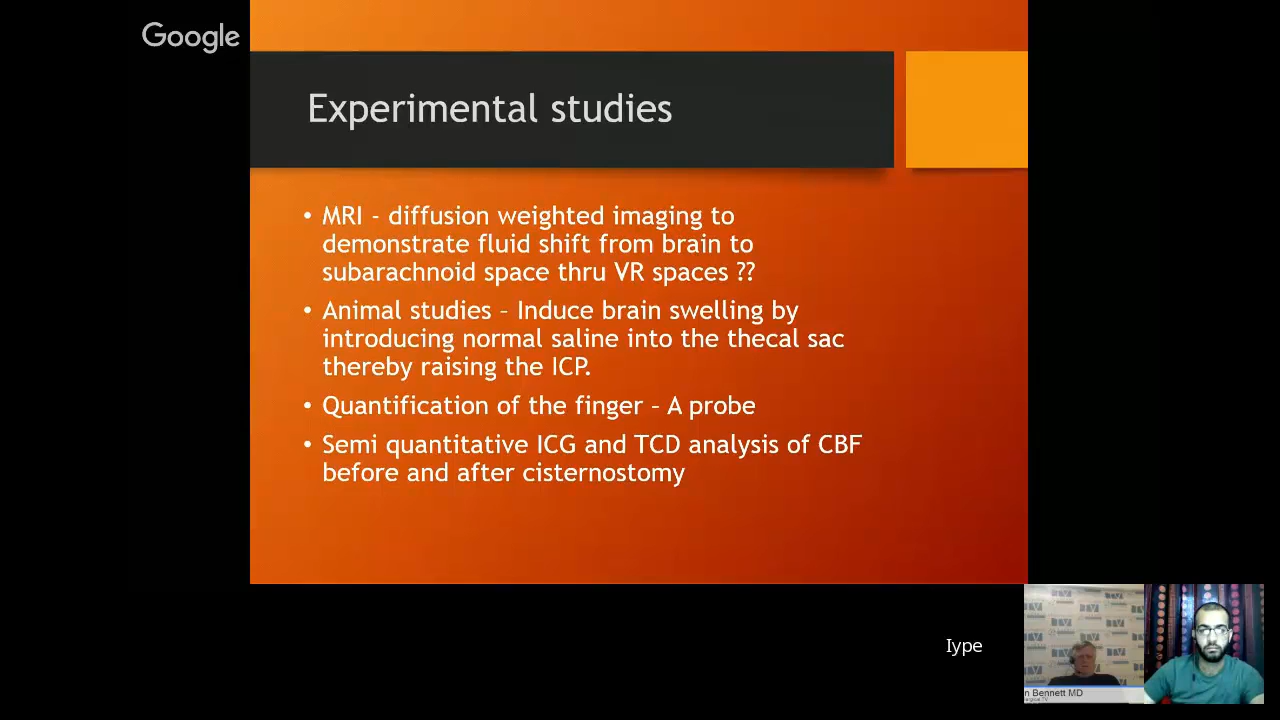 Google
Experimental studies
• MRI - diffusion weighted imaging to
demonstrate fluid shift from brain to
subarachnoid space thru VR spaces ??
• Animal studies – Induce brain swelling by
introducing normal saline into the thecal sac
thereby raising the ICP.
• Quantification of the finger – A probe
• Semi quantitative ICG and TCD analysis of CBF
before and after cisternostomy
Iype
n Bennett MD